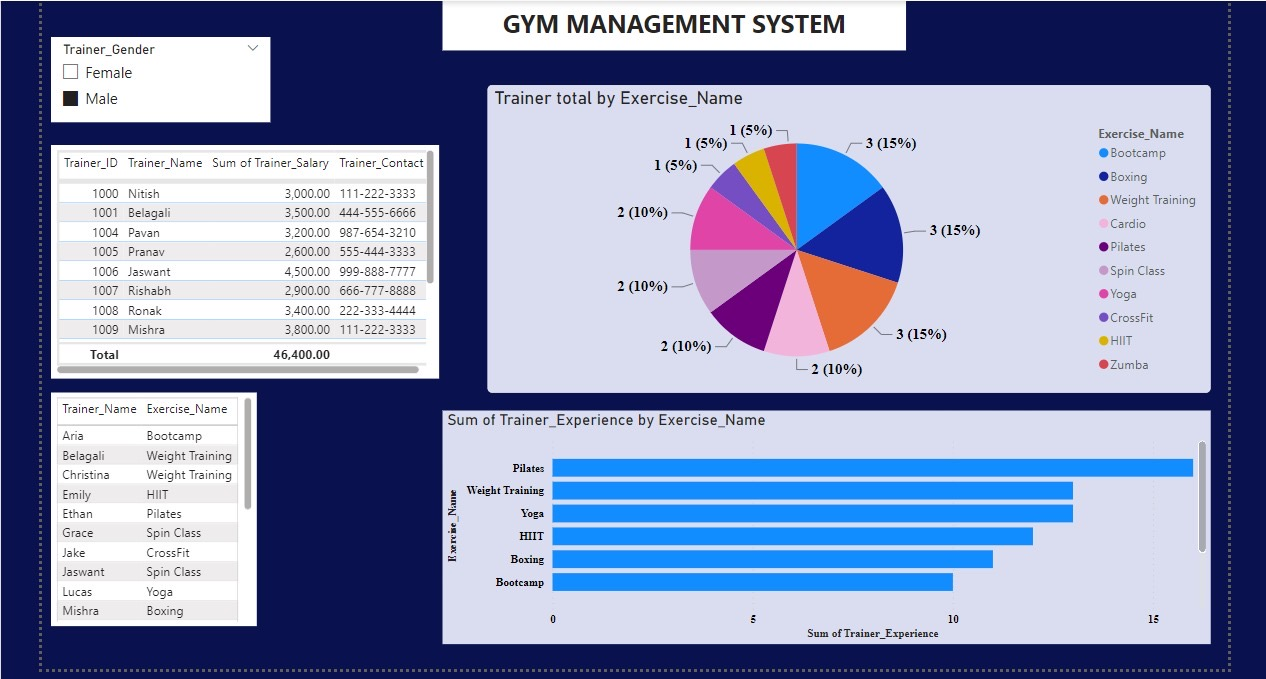 GYM MANAGEMENT SYSTEM
Trainer_Gender
Female
Male
Trainer_ID Trainer_Name Sum of Trainer_Salary Trainer_Contact
1000 Nitish 3,000.00 111-222-3333
1001 Belagali 3,500.00 444-555-6666
1004 Pavan 3,200.00 987-654-3210
1005 Pranav 2,600.00 555-444-3333
1006 Jaswant 4,500.00 999-888-7777
1007 Rishabh 2,900.00 666-777-8888
1008 Ronak 3,400.00 222-333-4444
1009 Mishra 3,800.00 111-222-3333
Total 46,400.00
Trainer_Name Exercise_Name
Aria Bootcamp
Belagali Weight Training
Christina Weight Training
Emily HIIT
Ethan Pilates
Grace Spin Class
Jake CrossFit
Jaswant Spin Class
Lucas Yoga
Mishra Boxing
Trainer total by Exercise_Name
3 (15%)
3 (15%)
3 (15%)
2 (10%)
2 (10%)
2 (10%)
2 (10%)
1 (5%)
1 (5%)
1 (5%)
Exercise_Name
Bootcamp
Boxing
Weight Training
Cardio
Pilates
Spin Class
Yoga
CrossFit
HIIT
Zumba
Sum of Trainer_Experience by Exercise_Name
Exercise_Name
Pilates
Weight Training
Yoga
HIIT
Boxing
Bootcamp
0 5 10 15
Sum of Trainer_Experience